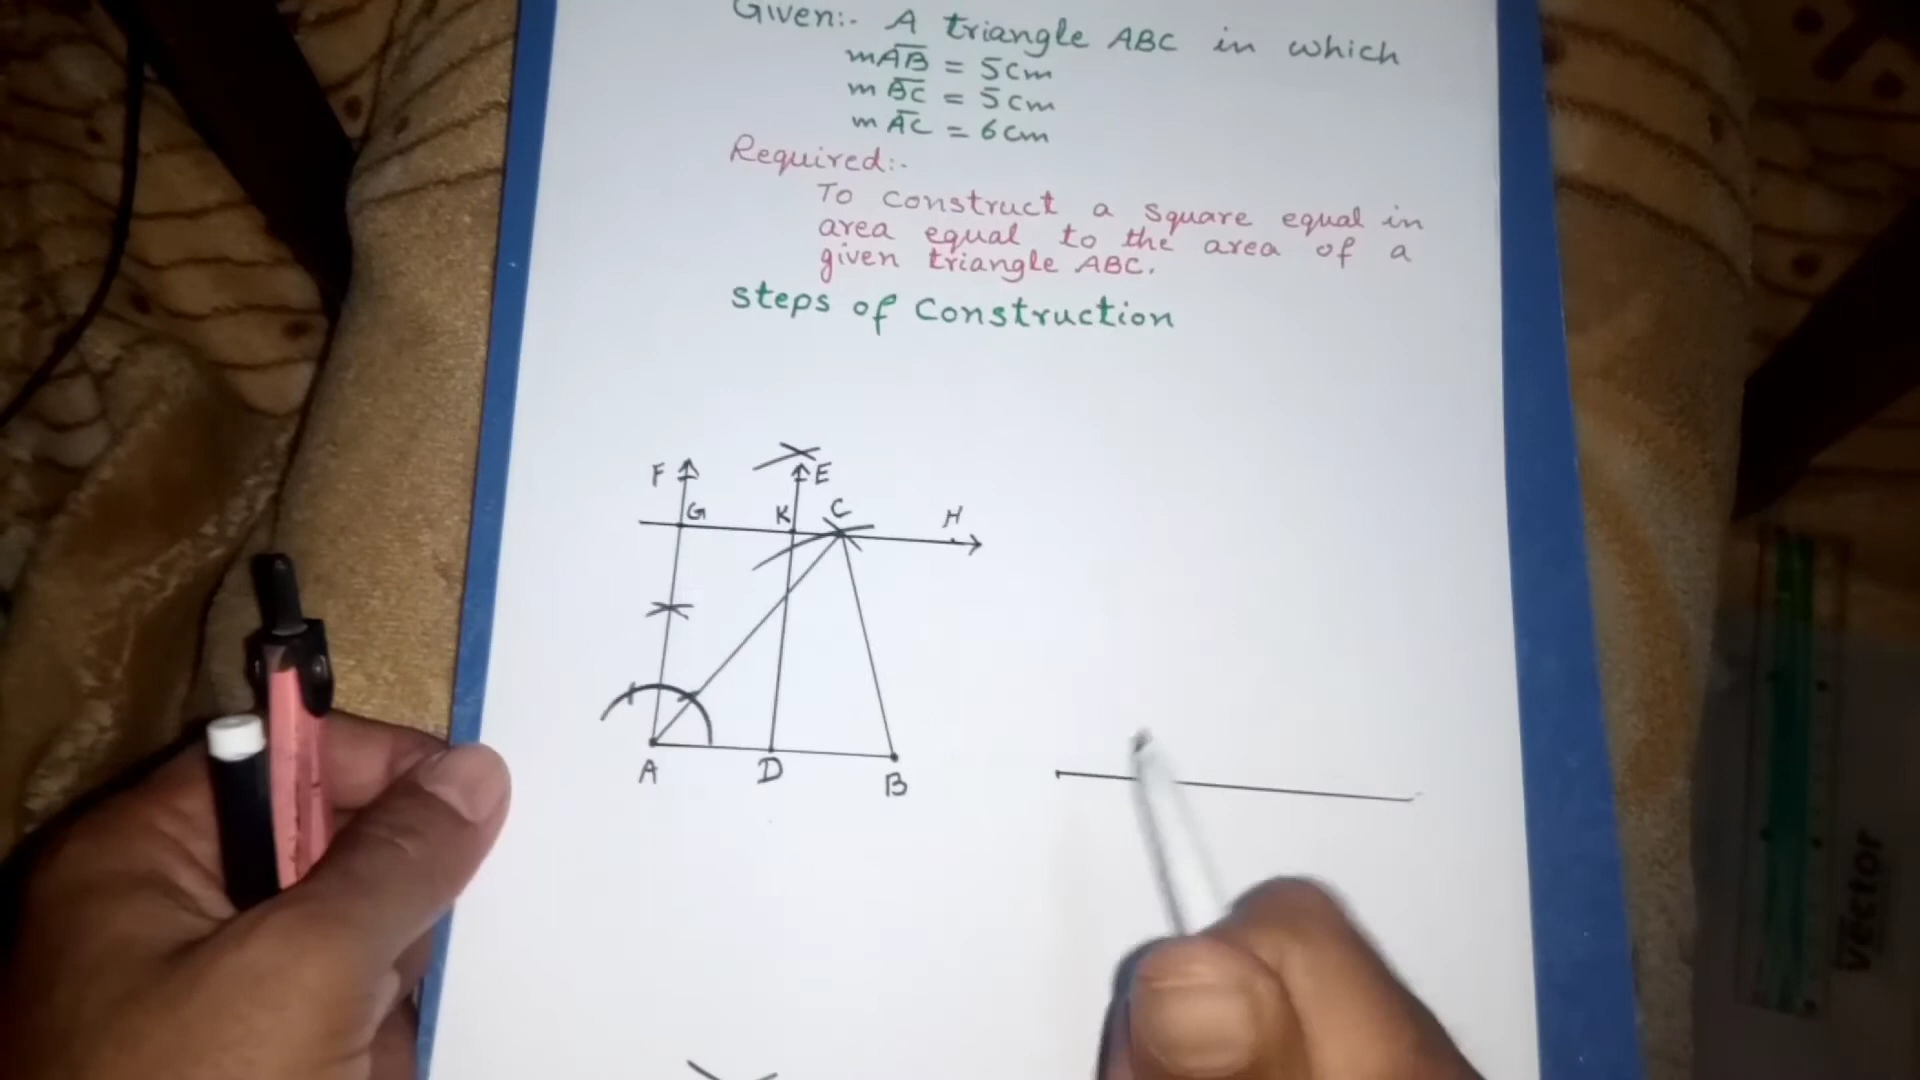 Given:- A triangle ABC in which
mAB = 5cm
mBC = 5cm
mAC = 6cm
Required:-
To construct a square equal in
area equal to the area of a
given triangle ABC.
steps of Construction
F E
G K C H
A D B
Vector